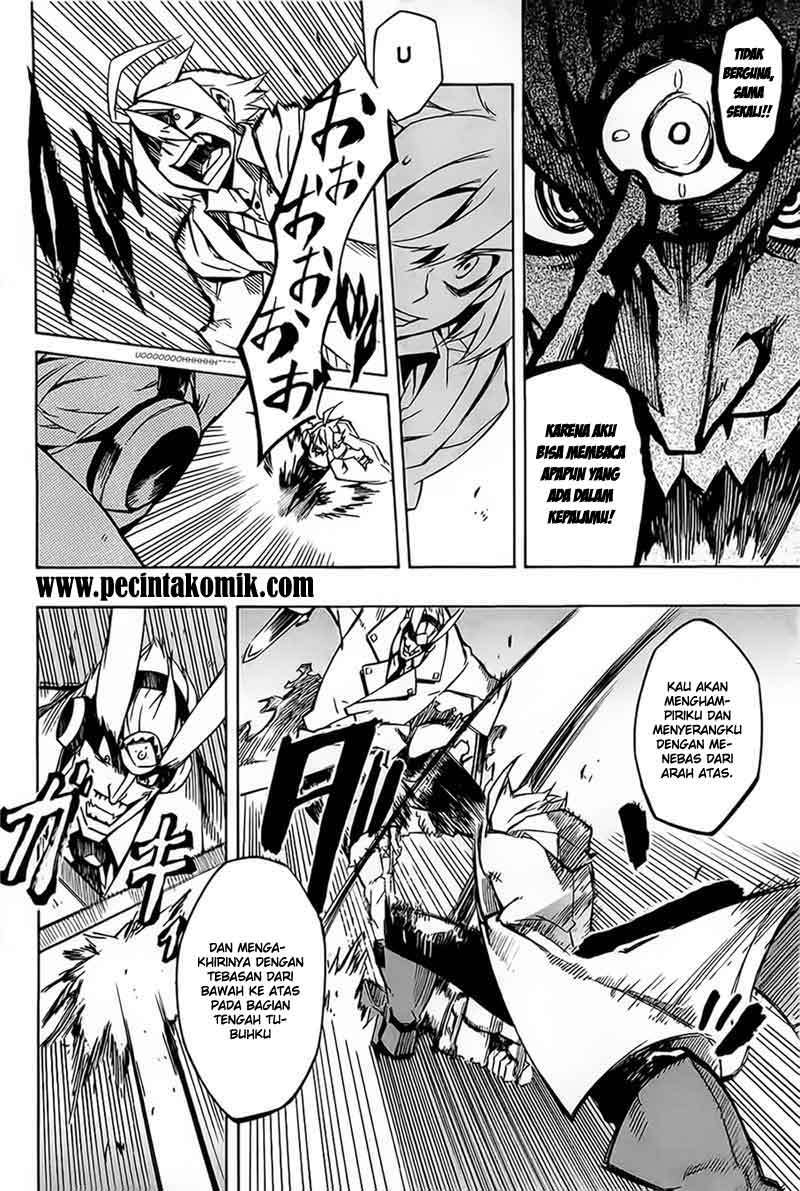 TIDAK
BERGUNA,
SAMA
SEKALI!!
KARENA AKU
BISA MEMBACA
APAPUN YANG
ADA DALAM
KEPALAMU!
U
おおおおおお
UOOOOOOOHHHHHH
www.pecintakomik.com
KAU AKAN
MENGHAM-
PIRIKU DAN
MENYERANGKU
DENGAN ME-
NEBAS DARI
ARAH ATAS.
ダッ
DAN MENGA-
KHIRINYA DENGAN
TEBASAN DARI
BAWAH KE ATAS
PADA BAGIAN
TENGAH TU-
BUHKU
ガキ